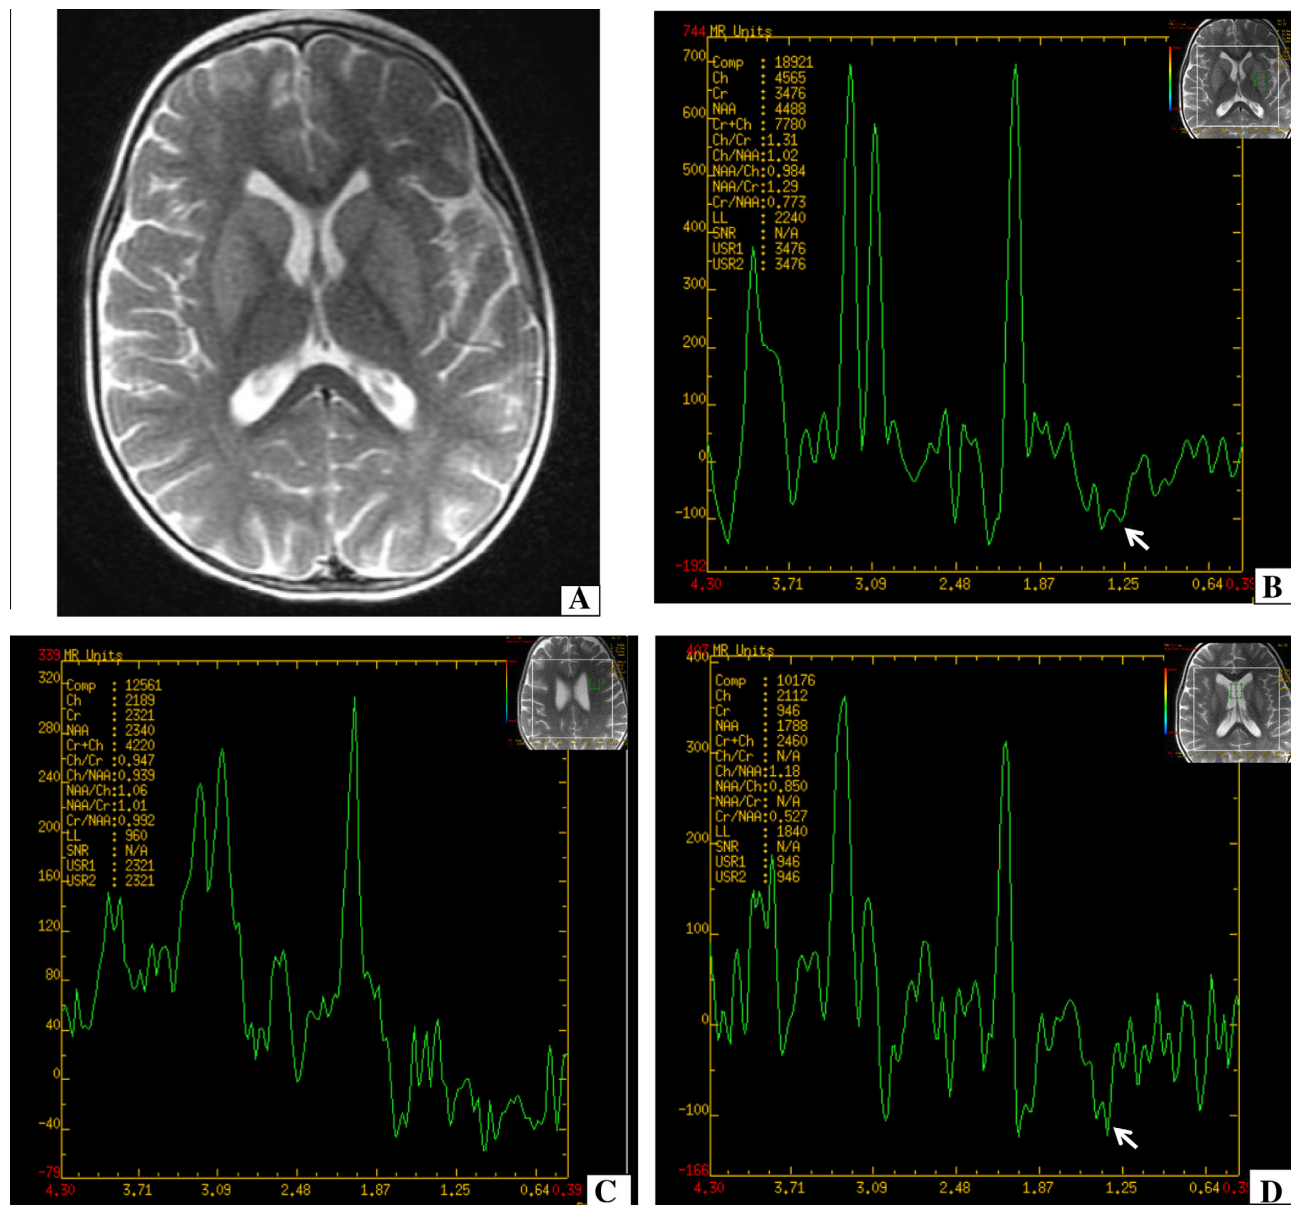 A
744 MR Units
700
600
500
400
300
200
100
0
-100
-192
Comp : 18921
Ch : 4565
Cr : 3476
NAA : 4488
Cr+Ch : 7780
Ch/Cr :1.31
Ch/NAA:1.02
NAA/Ch:0.984
NAA/Cr:1.29
Cr/NAA:0.773
LL : 2240
SNR : N/A
USR1 : 3476
USR2 : 3476
4.30 3.71 3.09 2.48 1.87 1.25 0.64 0.39
B
339 MR Units
320
280
240
200
160
120
80
40
0
-40
-79
Comp : 12561
Ch : 2189
Cr : 2321
NAA : 2340
Cr+Ch : 4220
Ch/Cr :0.947
Ch/NAA:0.939
NAA/Ch:1.06
NAA/Cr:1.01
Cr/NAA:0.992
LL : 960
SNR : N/A
USR1 : 2321
USR2 : 2321
4.30 3.71 3.09 2.48 1.87 1.25 0.64 0.39
C
407 MR Units
400
300
200
100
0
-100
-166
Comp : 10176
Ch : 2112
Cr : 946
NAA : 1788
Cr+Ch : 2460
Ch/Cr : N/A
Ch/NAA:1.18
NAA/Ch:0.850
NAA/Cr: N/A
Cr/NAA:0.527
LL : 1840
SNR : N/A
USR1 : 946
USR2 : 946
4.30 3.71 3.09 2.48 1.87 1.25 0.64 0.39
D